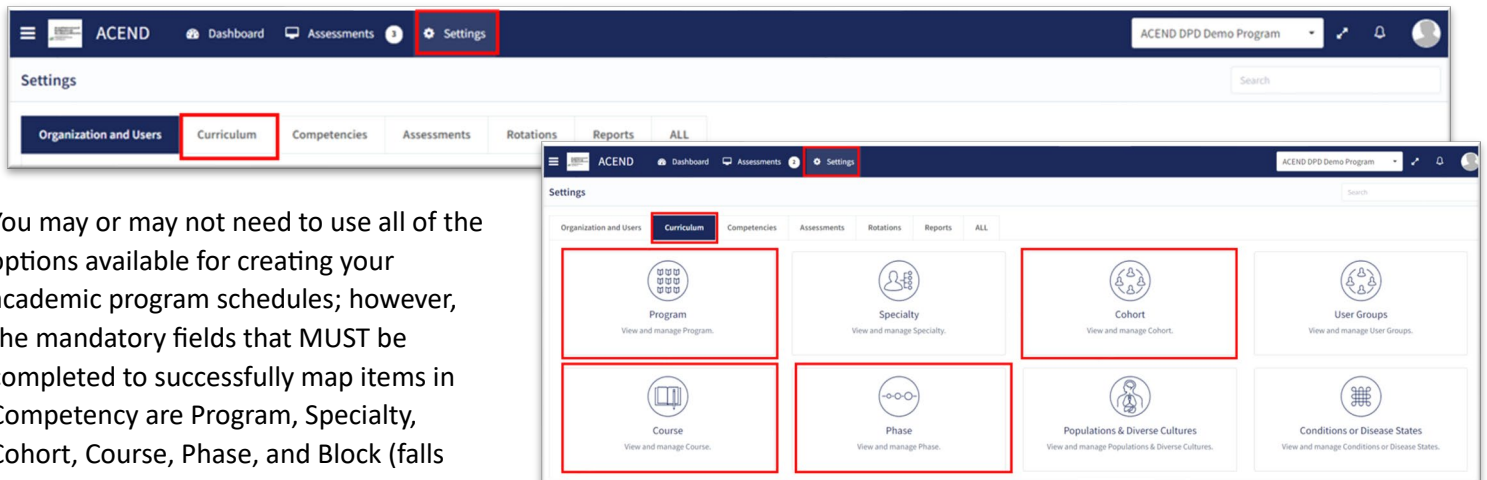 ACEND Dashboard Assessments 3 Settings ACEND DPD Demo Program
Settings Search
Organization and Users Curriculum Competencies Assessments Rotations Reports ALL
ou may or may not need to use all of the
options available for creating your
academic program schedules; however,
he mandatory fields that MUST be
completed to successfully map items in
Competency are Program, Specialty,
Cohort, Course, Phase, and Block (falls
ACEND Dashboard Assessments 3 Settings ACEND DPD Demo Program
Settings Search
Organization and Users Curriculum Competencies Assessments Rotations Reports ALL
Program Specialty Cohort User Groups
View and manage Program. View and manage Specialty. View and manage Cohort. View and manage User Groups.
Course Phase Populations & Diverse Cultures Conditions or Disease States
View and manage Course. View and manage Phase. View and manage Populations & Diverse Cultures. View and manage Conditions or Disease States.